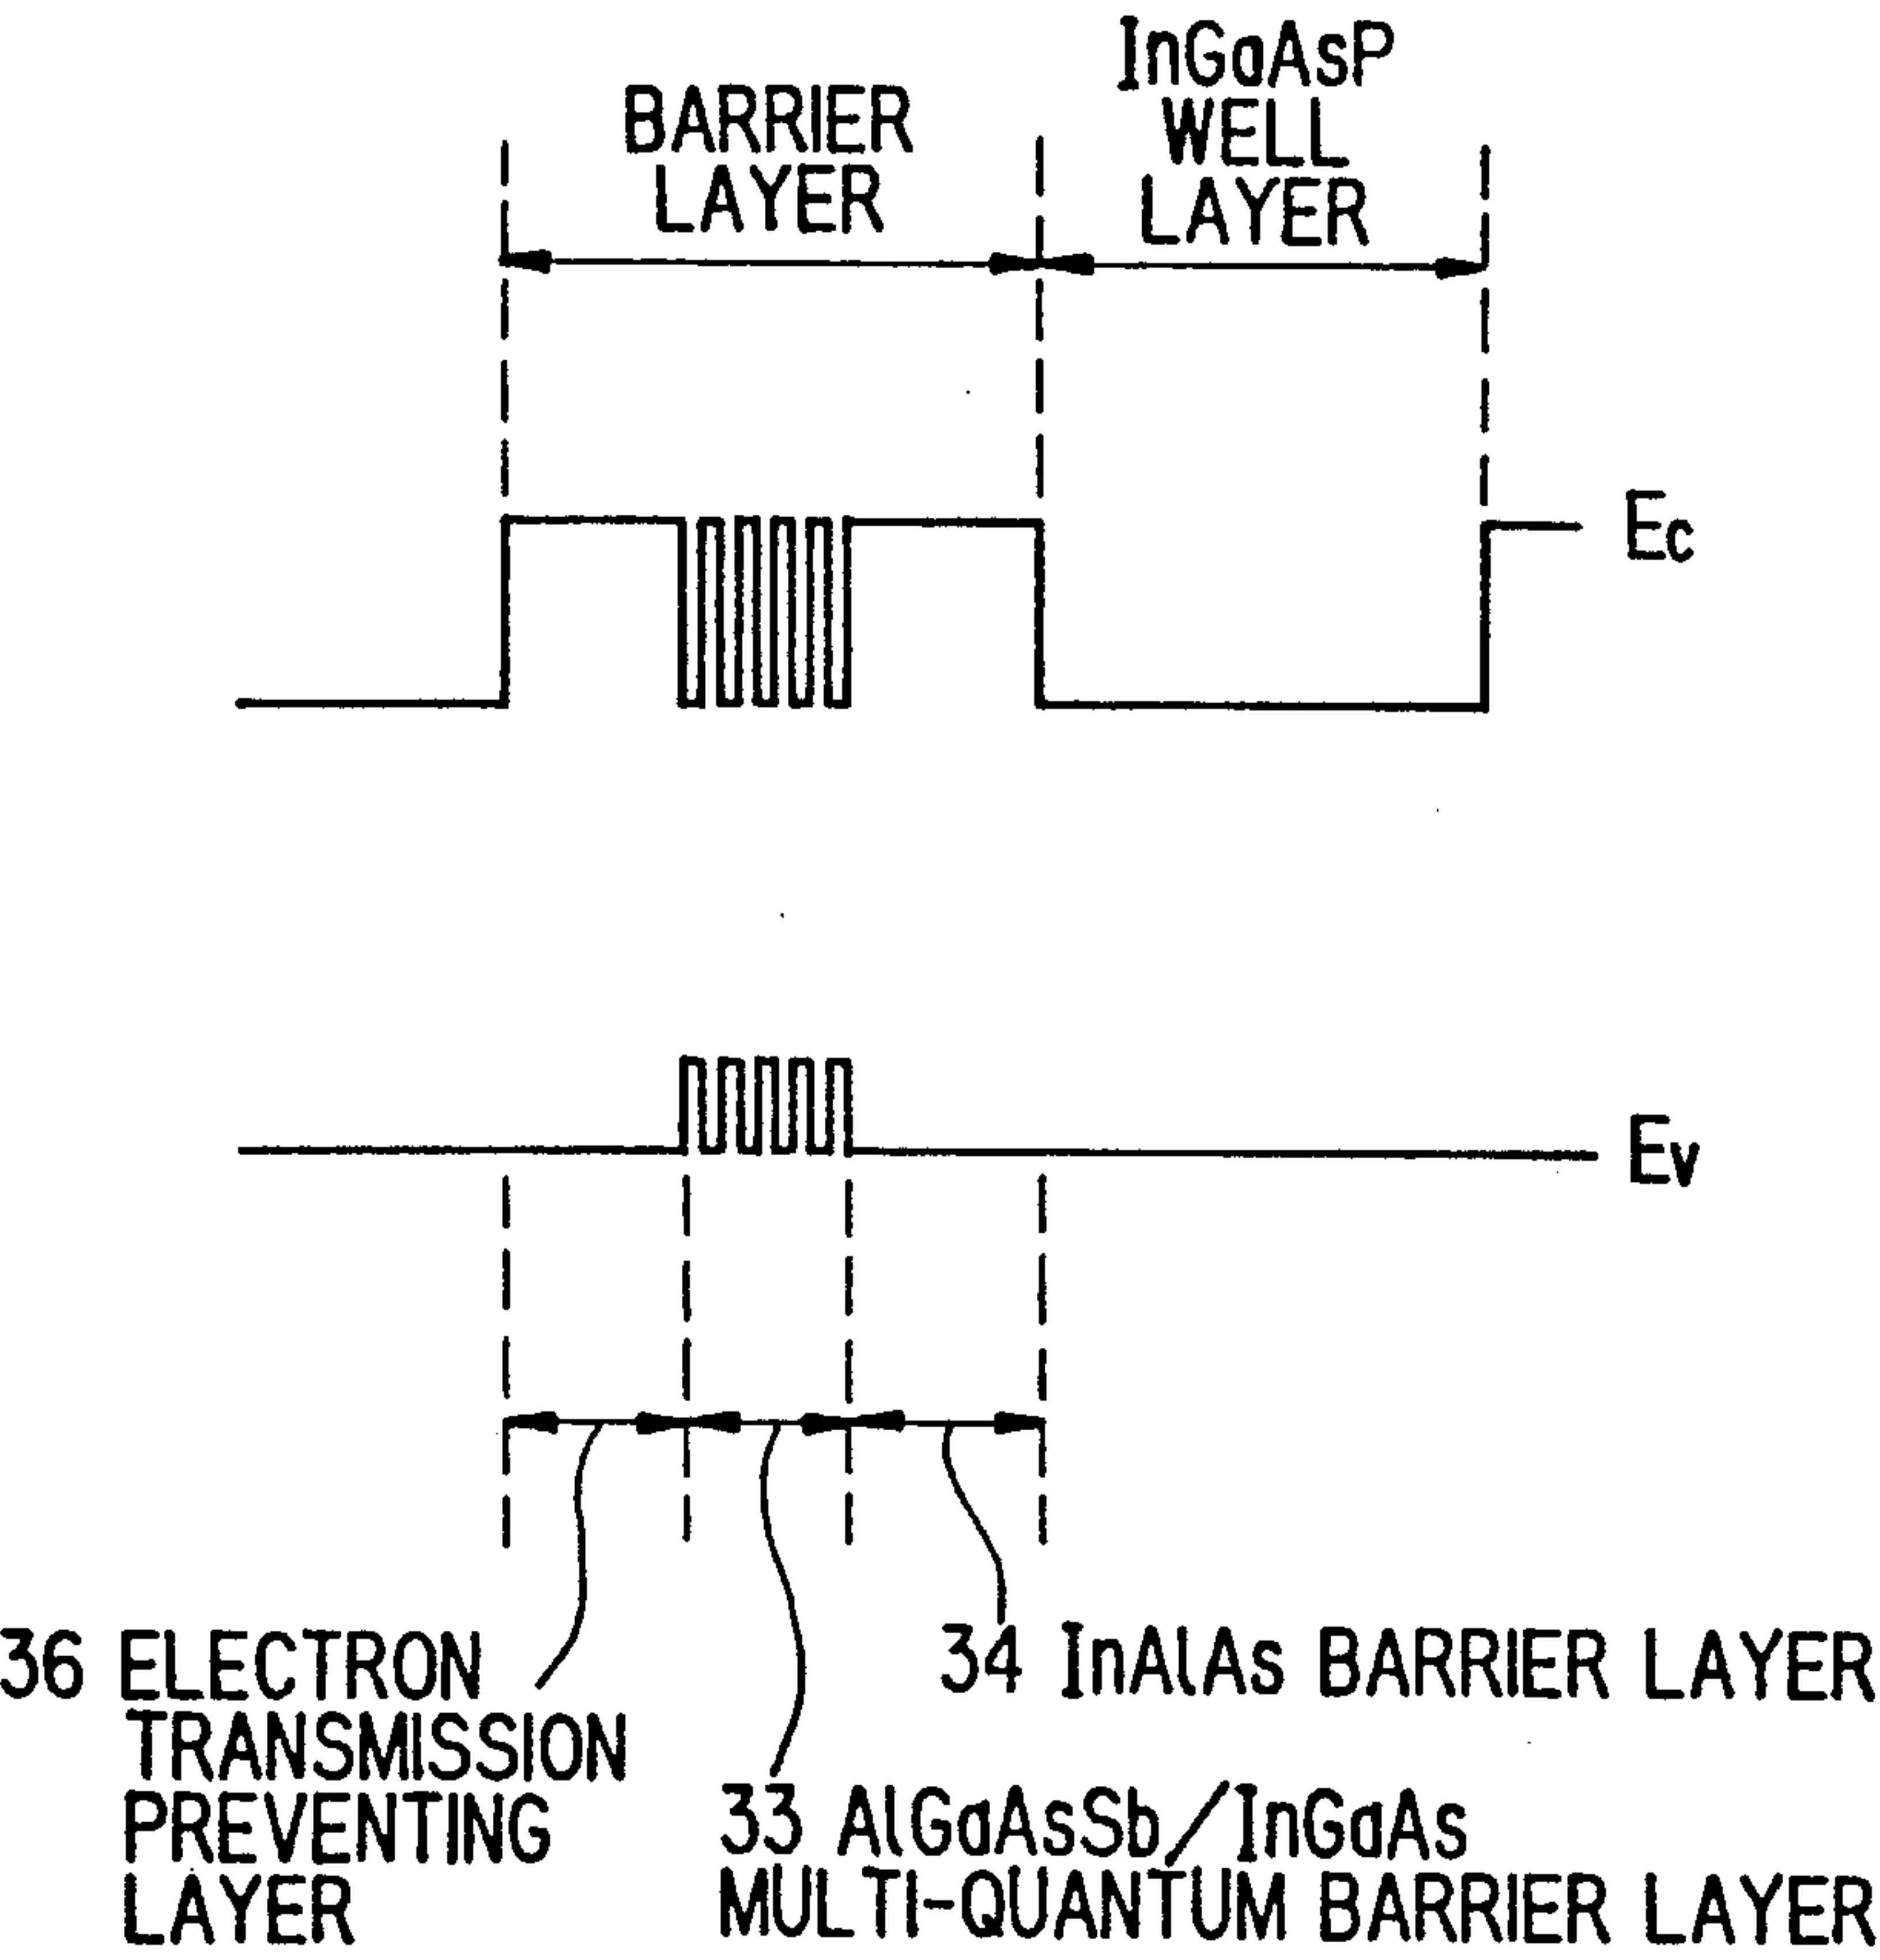 BARRIER
LAYER
InGaAsP
WELL
LAYER
Ec
Ev
36 ELECTRON
TRANSMISSION
PREVENTING
LAYER
34 InAlAs BARRIER LAYER
33 AlGaAsSb/InGaAs
MULTI-QUANTUM BARRIER LAYER